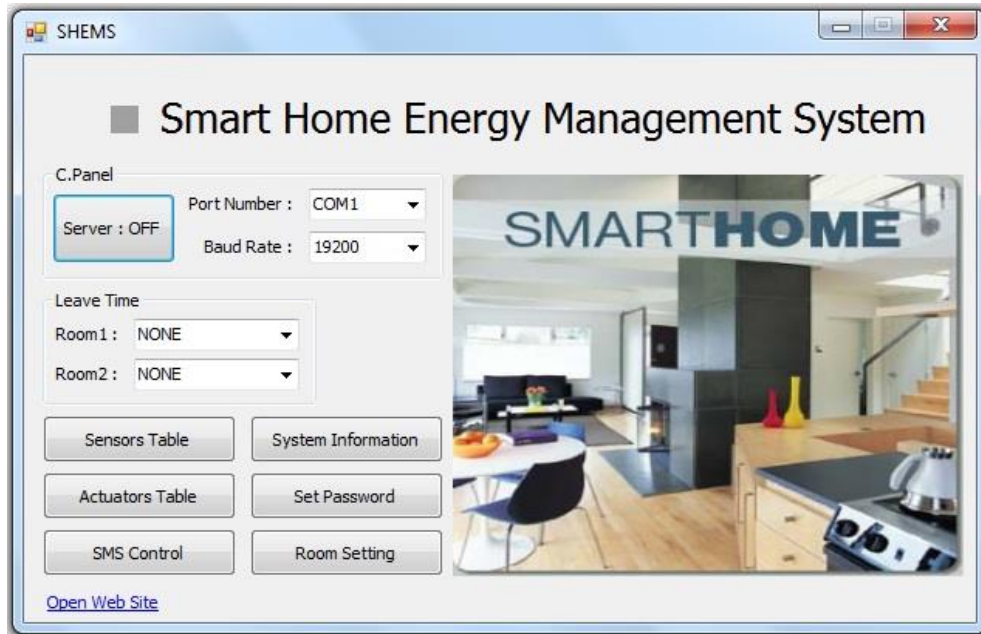 SHEMS
Smart Home Energy Management System
C.Panel
Server : OFF
Port Number :
COM1
Baud Rate :
19200
SMARTHOME
Leave Time
Room1 :
NONE
Room2 :
NONE
Sensors Table
System Information
Actuators Table
Set Password
SMS Control
Room Setting
Open Web Site